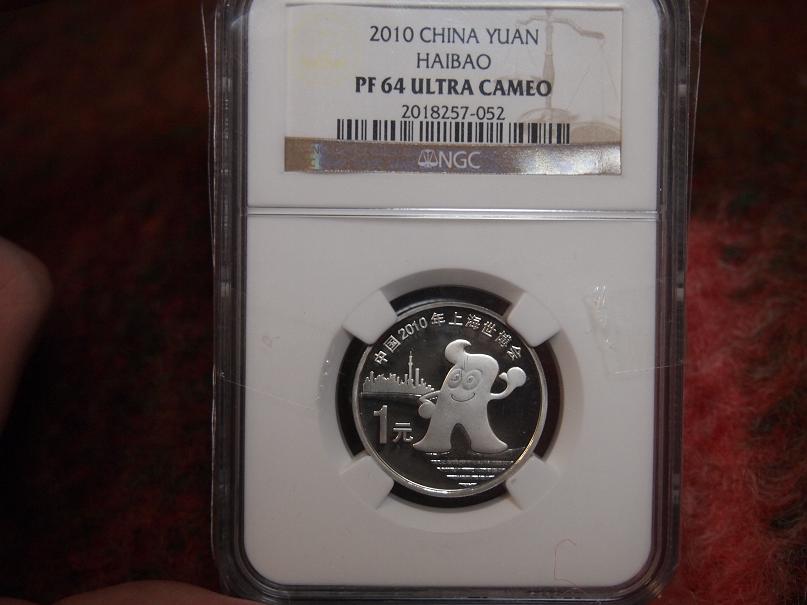 2010 CHINA YUAN
HAIBAO
PF 64 ULTRA CAMEO
2018257-052
NGC
中国2010年上海世博会
1元